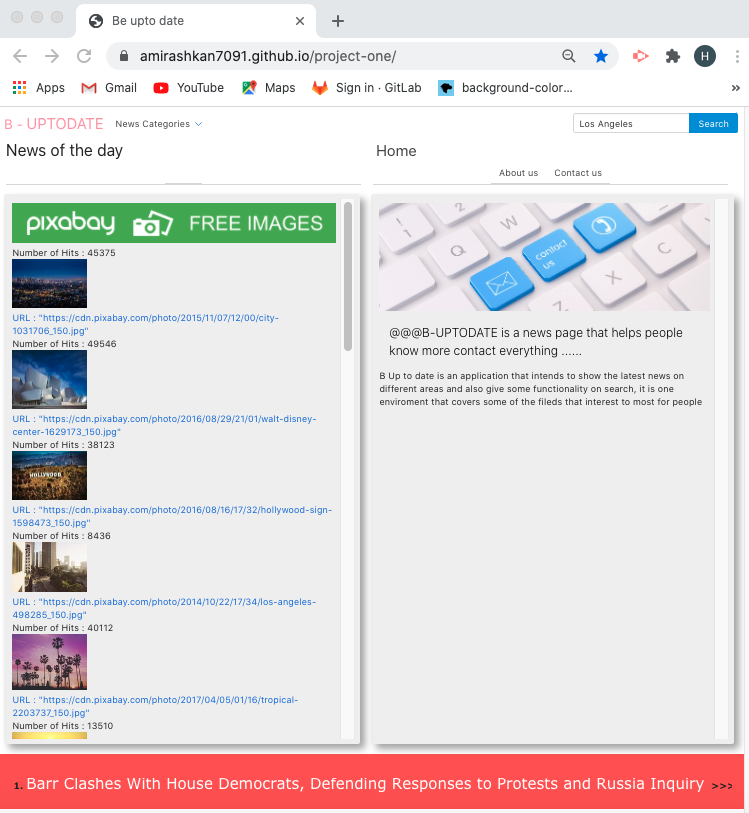 Be upto date
amirashkan7091.github.io/project-one/
H
Apps
Gmail
YouTube
Maps
Sign in · GitLab
background-color...
»
B - UPTODATE
News Categories
Los Angeles
Search
News of the day
Home
About us
Contact us
pixabay FREE IMAGES
Number of Hits : 45375
URL : "https://cdn.pixabay.com/photo/2015/11/07/12/00/city-
1031706_150.jpg"
Number of Hits : 49546
URL : "https://cdn.pixabay.com/photo/2016/08/29/21/01/walt-disney-
center-1629173_150.jpg"
Number of Hits : 38123
HOLLYWOOD
URL : "https://cdn.pixabay.com/photo/2016/08/16/17/32/hollywood-sign-
1598473_150.jpg"
Number of Hits : 8436
URL : "https://cdn.pixabay.com/photo/2014/10/22/17/34/los-angeles-
498285_150.jpg"
Number of Hits : 40112
URL : "https://cdn.pixabay.com/photo/2017/04/05/01/16/tropical-
2203737_150.jpg"
Number of Hits : 13510
Q
W
contact
us
Z
X
C
@@@B-UPTODATE is a news page that helps people
know more contact everything ......
B Up to date is an application that intends to show the latest news on
different areas and also give some functionality on search, it is one
enviroment that covers some of the fileds that interest to most for people
1. Barr Clashes With House Democrats, Defending Responses to Protests and Russia Inquiry >>>